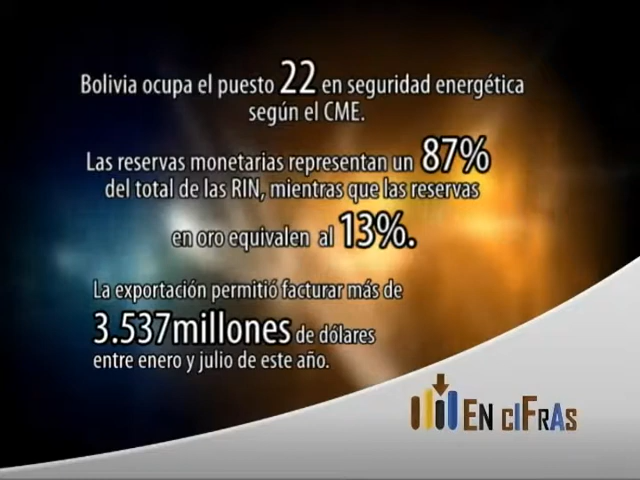 Bolivia ocupa el puesto 22 en seguridad energética
según el CME.
Las reservas monetarias representan un 87%
del total de las RIN, mientras que las reservas
en oro equivalen al 13%.
La exportación permitió facturar más de
3.537millones de dólares
entre enero y julio de este año.
EN ciFrAs